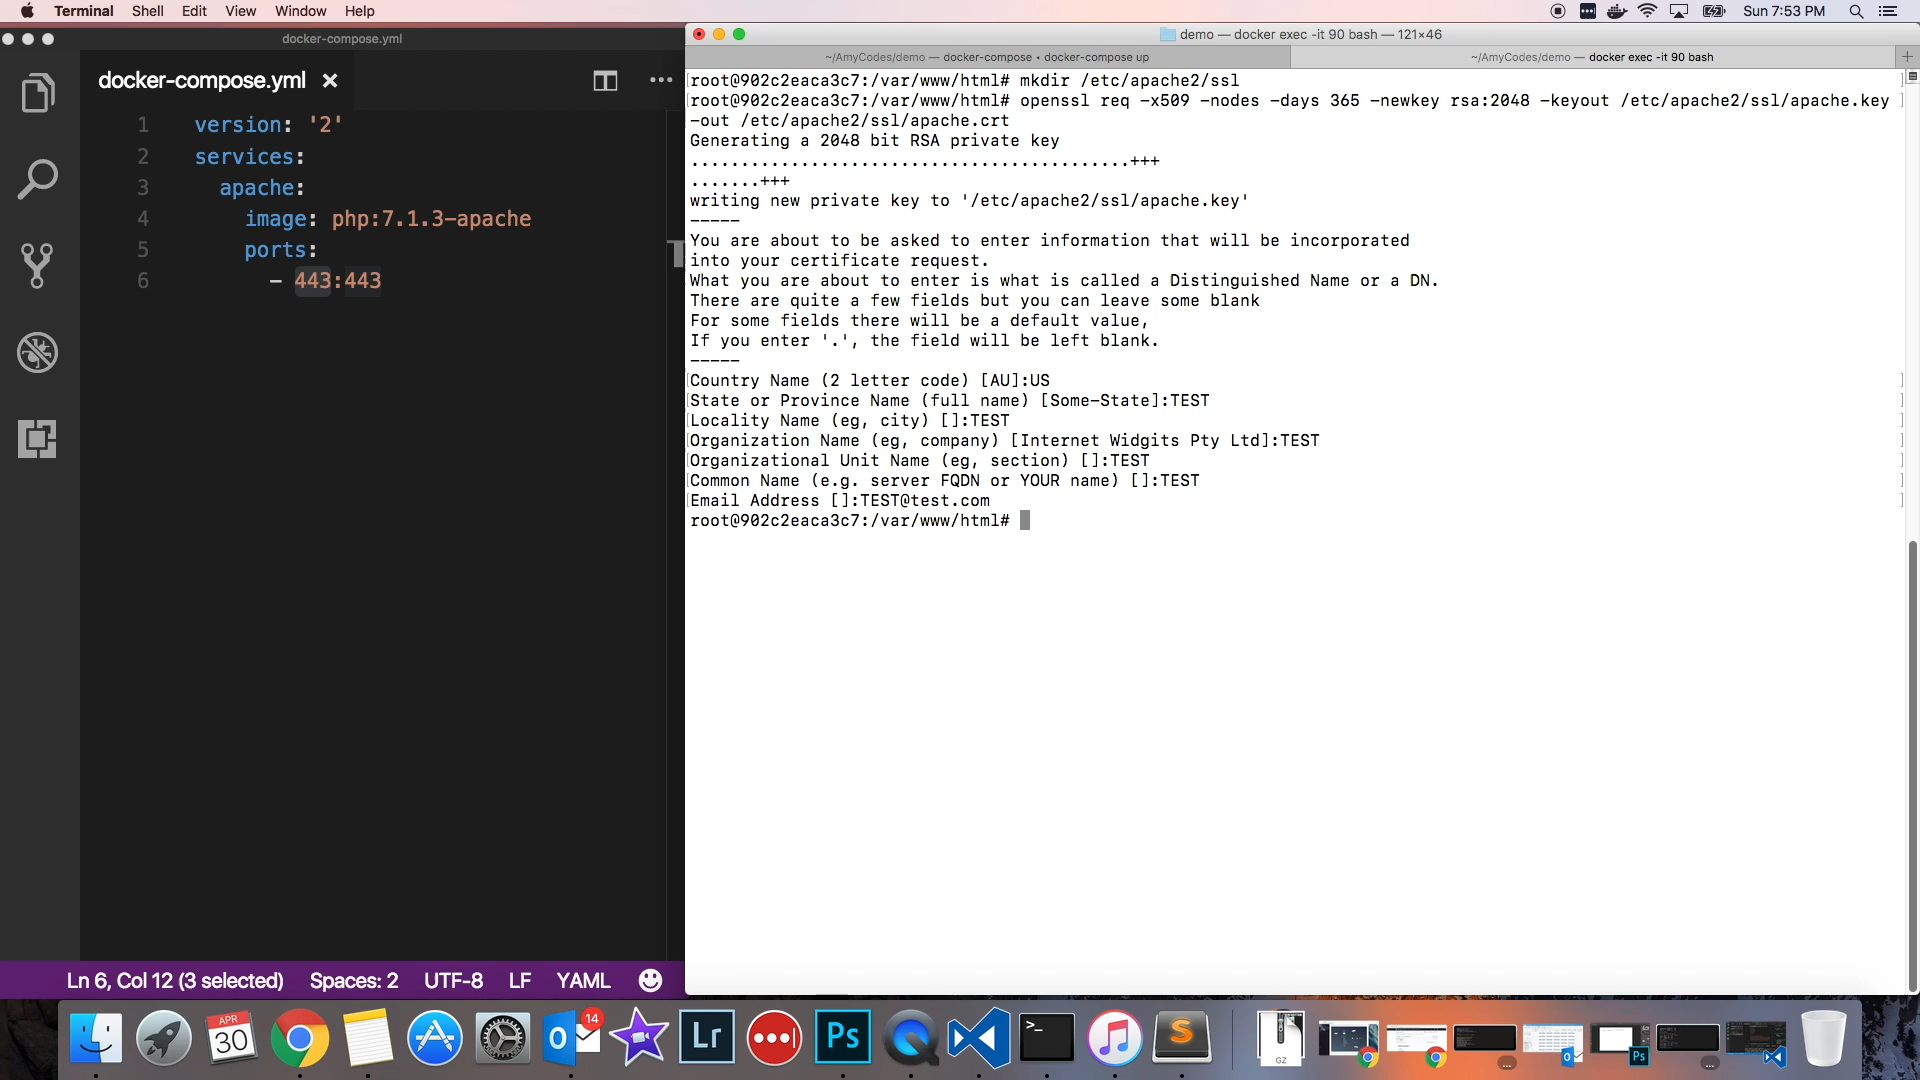 Terminal Shell Edit View Window Help
Sun 7:53 PM
docker-compose.yml
docker-compose.yml
1 version: '2'
2 services:
3 apache:
4 image: php:7.1.3-apache
5 ports:
6 - 443:443
Ln 6, Col 12 (3 selected) Spaces: 2 UTF-8 LF YAML
demo — docker exec -it 90 bash — 121×46
~/AmyCodes/demo — docker-compose • docker-compose up
~/AmyCodes/demo — docker exec -it 90 bash
root@902c2eaca3c7:/var/www/html# mkdir /etc/apache2/ssl
root@902c2eaca3c7:/var/www/html# openssl req -x509 -nodes -days 365 -newkey rsa:2048 -keyout /etc/apache2/ssl/apache.key
-out /etc/apache2/ssl/apache.crt
Generating a 2048 bit RSA private key
............................................+++
.......+++
writing new private key to '/etc/apache2/ssl/apache.key'
-----
You are about to be asked to enter information that will be incorporated
into your certificate request.
What you are about to enter is what is called a Distinguished Name or a DN.
There are quite a few fields but you can leave some blank
For some fields there will be a default value,
If you enter '.', the field will be left blank.
-----
Country Name (2 letter code) [AU]:US
State or Province Name (full name) [Some-State]:TEST
Locality Name (eg, city) []:TEST
Organization Name (eg, company) [Internet Widgits Pty Ltd]:TEST
Organizational Unit Name (eg, section) []:TEST
Common Name (e.g. server FQDN or YOUR name) []:TEST
Email Address []:TEST@test.com
root@902c2eaca3c7:/var/www/html#
APR
30
14
Lr
Ps
S
GZ